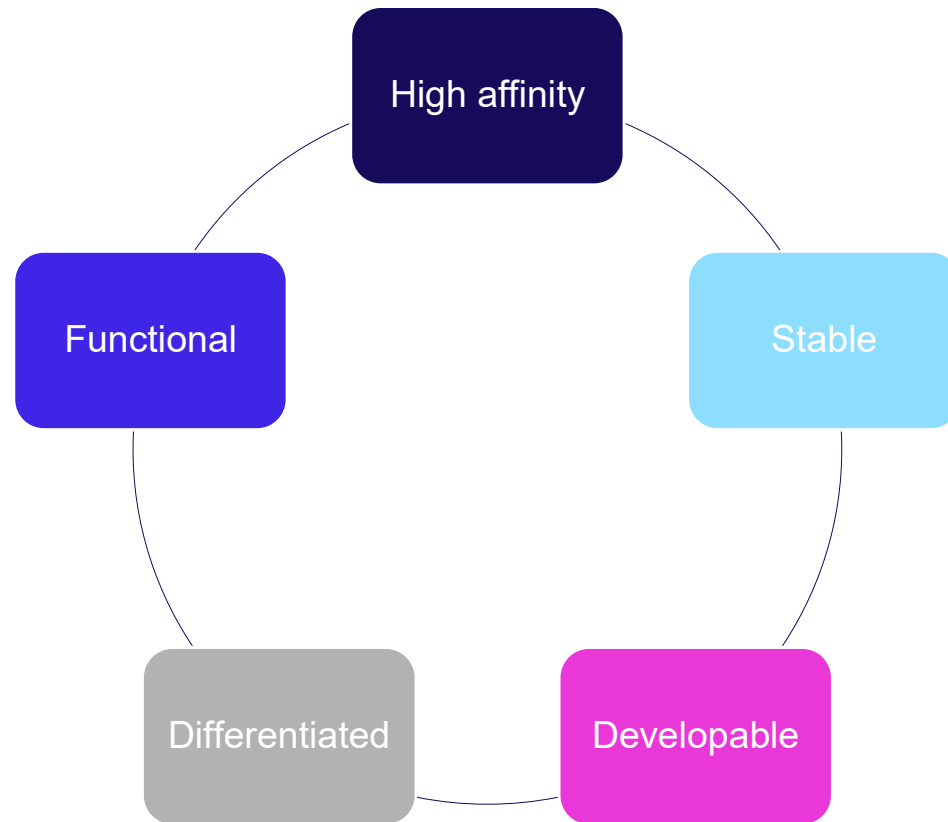 High affinity
Functional
Stable
Differentiated
Developable